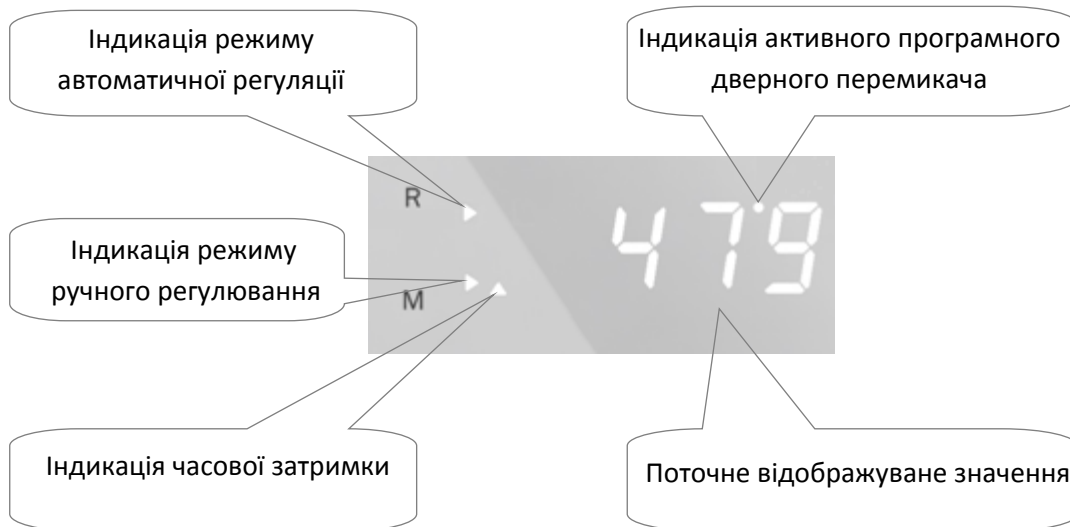 Індикація режиму
автоматичної регуляції
Індикація активного програмного
дверного перемикача
R
479
Індикація режиму
ручного регулювання
M
Індикація часової затримки
Поточне відображуване значення